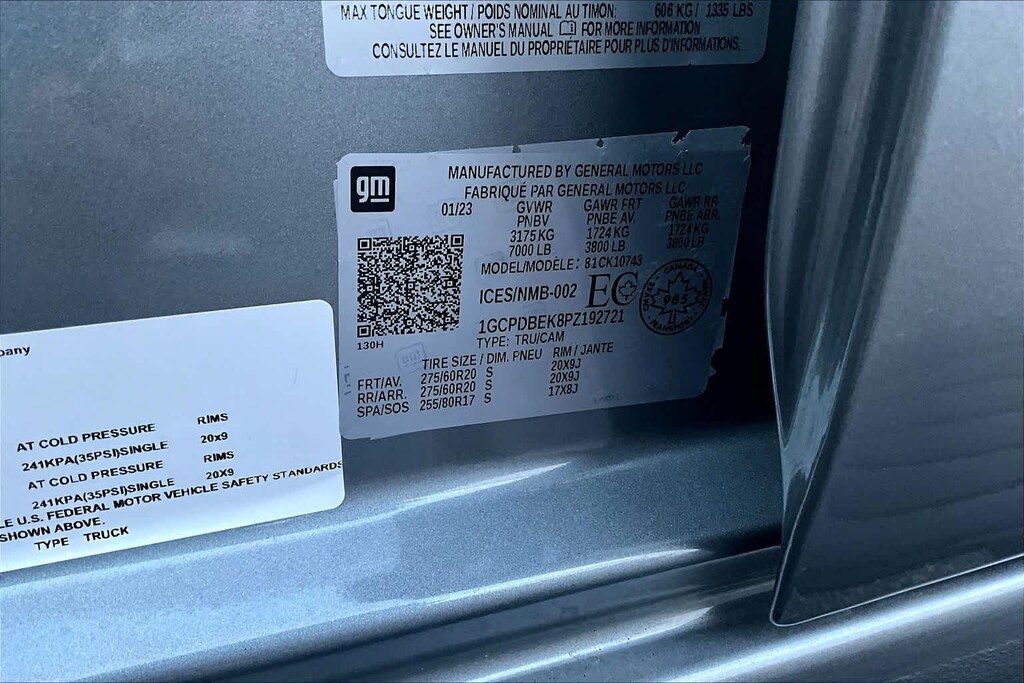 MAX TONGUE WEIGHT / POIDS NOMINAL AU TIMON: 606 KG / 1335 LBS
SEE OWNER'S MANUAL FOR MORE INFORMATION
CONSULTEZ LE MANUEL DU PROPRIÉTAIRE POUR PLUS D'INFORMATIONS.
gm
MANUFACTURED BY GENERAL MOTORS LLC
FABRIQUÉ PAR GENERAL MOTORS LLC
01/23 GVWR GAWR FRT GAWR RR
PNBV PNBE AV. PNBE ARR.
3175 KG 1724 KG 1724 KG
7000 LB 3800 LB 3800 LB
MODEL/MODÈLE: 81CK10743
ICES/NMB-002 EC
CANADA
985
TRANSPORT
1GCPDBEK8PZ192721
130H
TYPE: TRU/CAM
TIRE SIZE / DIM. PNEU RIM / JANTE
FRT/AV. 275/60R20 S 20X9J
RR/ARR. 275/60R20 S 20X9J
SPA/SOS 255/80R17 S 17X8J
pany
AT COLD PRESSURE RIMS
241KPA(35PSI)SINGLE 20x9
AT COLD PRESSURE RIMS
241KPA(35PSI)SINGLE 20X9
LE U.S. FEDERAL MOTOR VEHICLE SAFETY STANDARDS
SHOWN ABOVE.
TYPE TRUCK